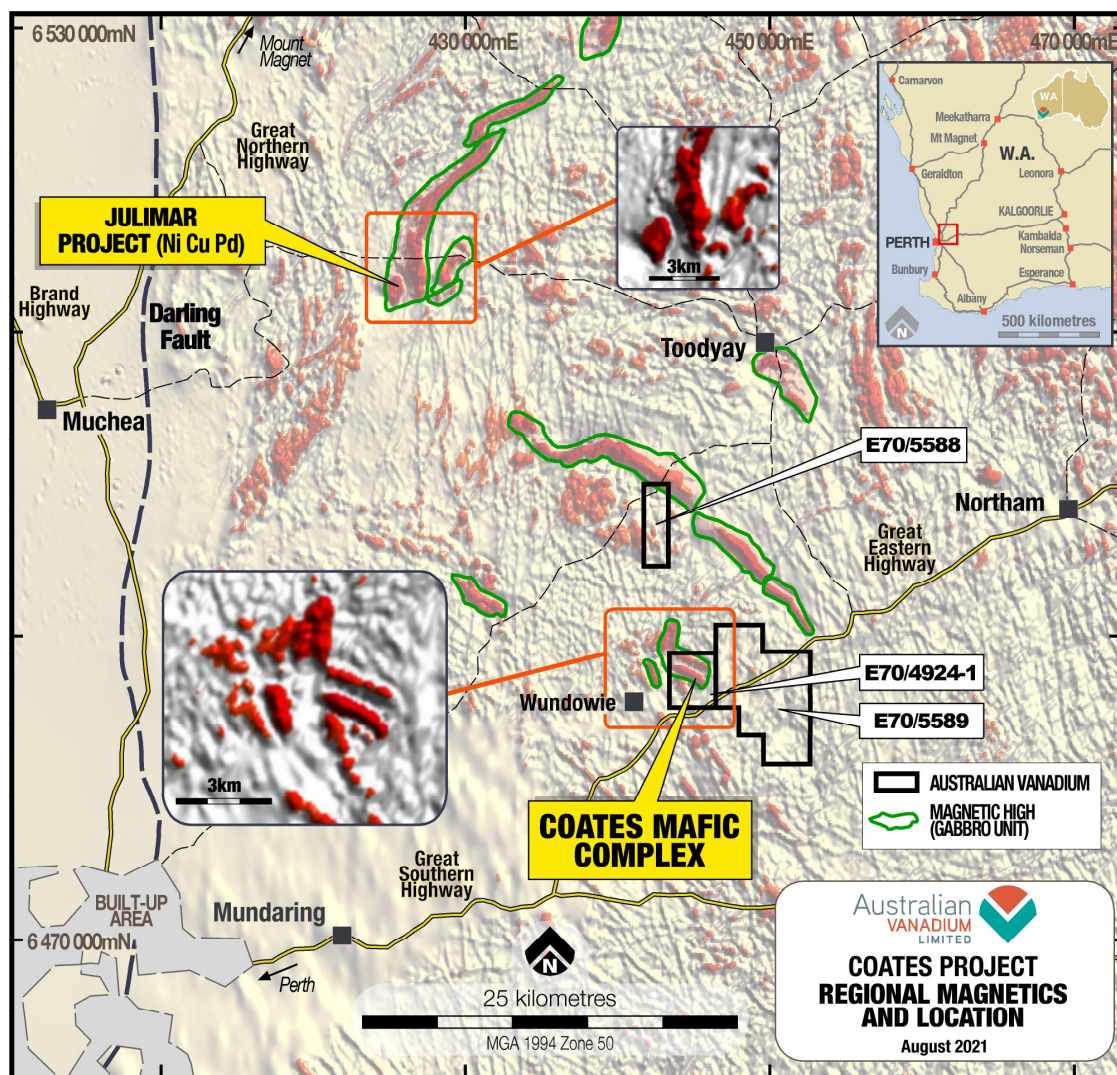 6 530 000mN
430 000mE
450 000mE
470 000mE
Mount
Magnet
Great
Northern
Highway
JULIMAR
PROJECT (Ni Cu Pd)
3km
Carnarvon
WA
Meekatharra
Mt Magnet
W.A.
Geraldton
Leonora
KALGOORLIE
PERTH
Kambalda
Norseman
Bunbury
Esperance
Albany
N
500 kilometres
Brand
Highway
Darling
Fault
Toodyay
Muchea
E70/5588
Northam
Great
Eastern
Highway
3km
Wundowie
E70/4924-1
E70/5589
AUSTRALIAN VANADIUM
MAGNETIC HIGH
(GABBRO UNIT)
COATES MAFIC
COMPLEX
Great
Southern
Highway
BUILT-UP
AREA
Mundaring
6 470 000mN
Perth
N
25 kilometres
MGA 1994 Zone 50
Australian
VANADIUM
LIMITED
COATES PROJECT
REGIONAL MAGNETICS
AND LOCATION
August 2021